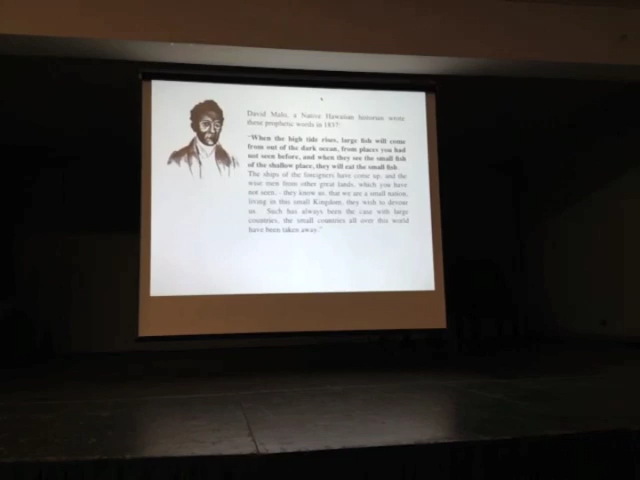 David Malo, a Native Hawaiian historian wrote
these prophetic words in 1837:
"When the high tide rises, large fish will come
from out of the dark ocean, from places you had
not seen before, and when they see the small fish
of the shallow place, they will eat the small fish.
The ships of the foreigners have come up, and the
wise men from other great lands, which you have
not seen, - they know us, that we are a small nation,
living in this small Kingdom, they wish to devour
us. Such has always been the case with large
countries, the small countries all over this world
have been taken away."